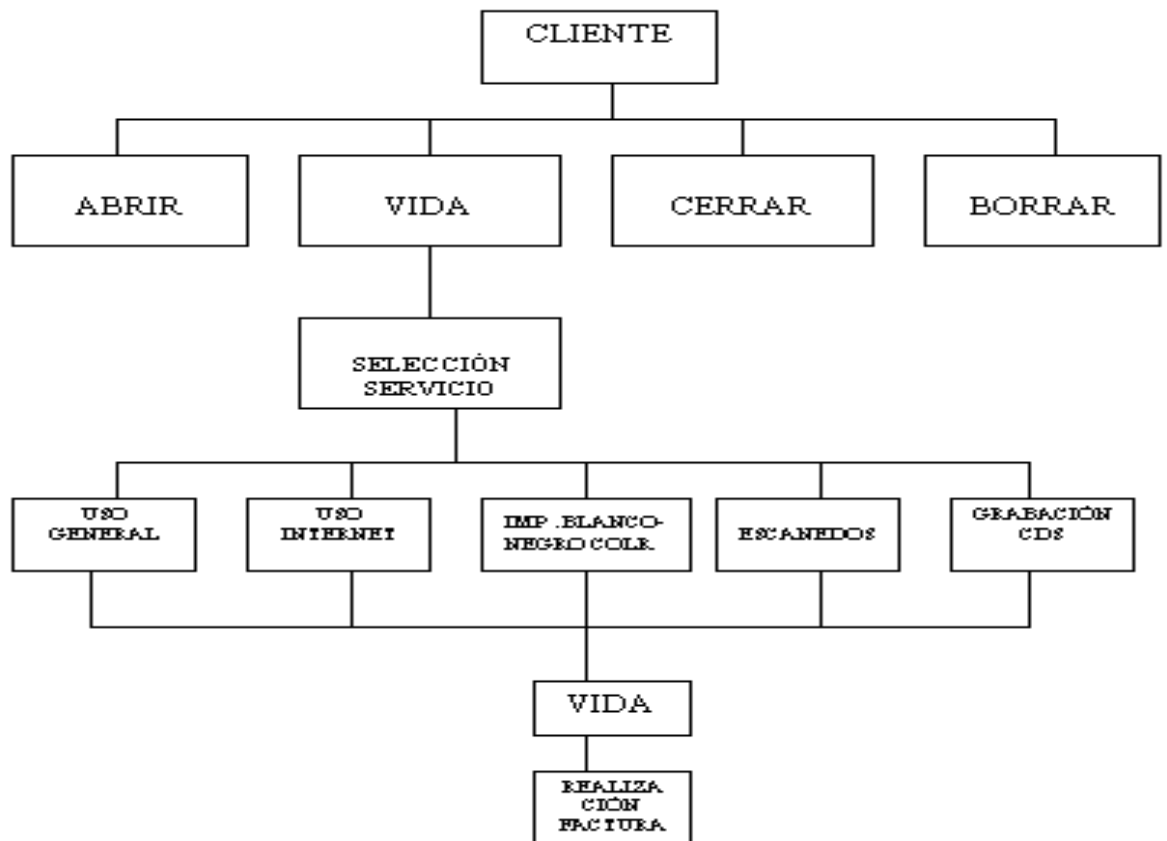 CLIENTE
ABRIR
VIDA
CERRAR
BORRAR
SELECCIÓN
SERVICIO
USO
GENERAL
USO
INTERNET
IMP .BLANCO-
NEGRO COLR.
ESCANEDOS
GRABACIÓN
CDS
VIDA
REALIZA
CIÓN
FACTURA